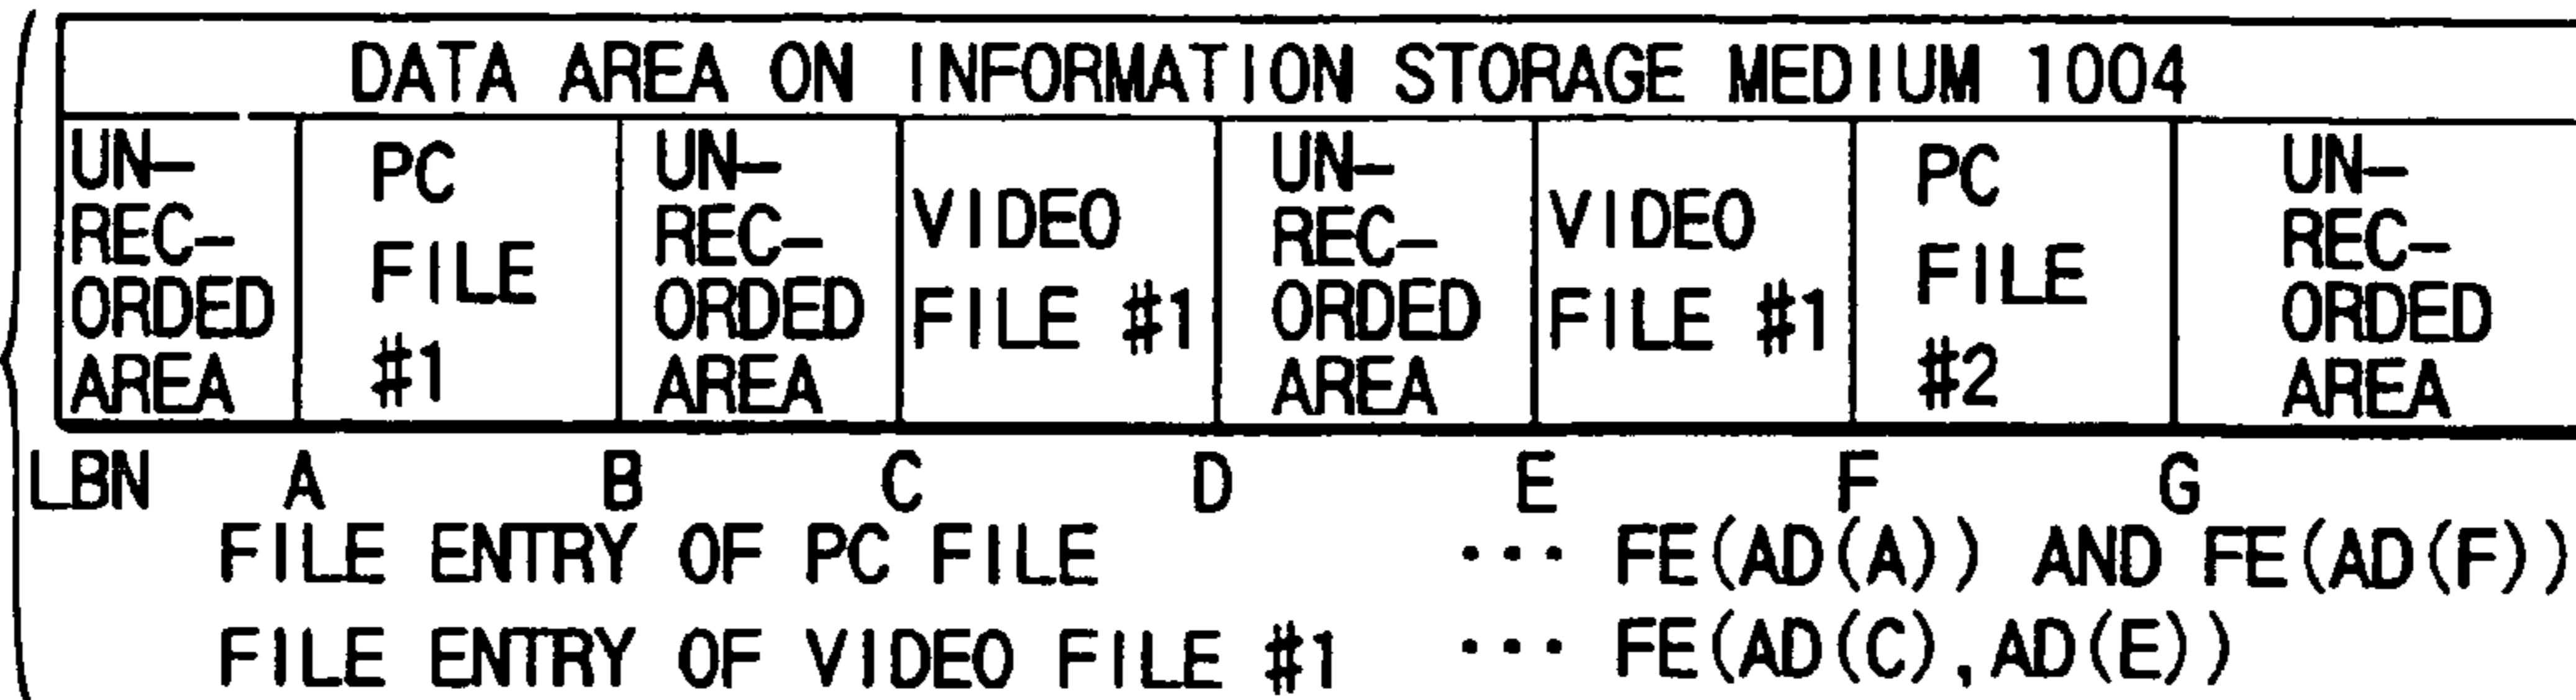 DATA AREA ON INFORMATION STORAGE MEDIUM 1004
UN-
REC-
ORDED
AREA
PC
FILE
#1
UN-
REC-
ORDED
AREA
VIDEO
FILE #1
UN-
REC-
ORDED
AREA
VIDEO
FILE #1
PC
FILE
#2
UN-
REC-
ORDED
AREA
LBN A B C D E F G
FILE ENTRY OF PC FILE ··· FE(AD(A)) AND FE(AD(F))
FILE ENTRY OF VIDEO FILE #1 ··· FE(AD(C),AD(E))